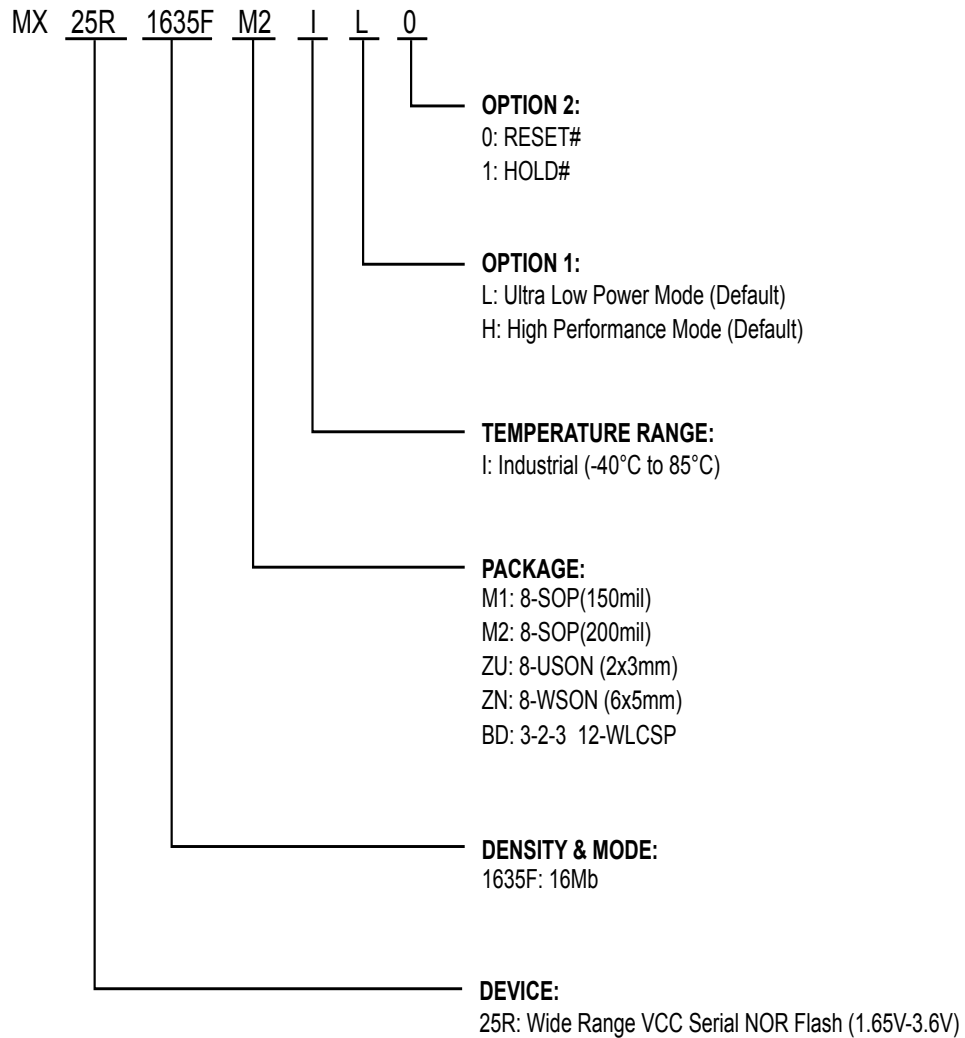 MX 25R 1635F M2 I L 0
OPTION 2:
0: RESET#
1: HOLD#
OPTION 1:
L: Ultra Low Power Mode (Default)
H: High Performance Mode (Default)
TEMPERATURE RANGE:
I: Industrial (-40°C to 85°C)
PACKAGE:
M1: 8-SOP(150mil)
M2: 8-SOP(200mil)
ZU: 8-USON (2x3mm)
ZN: 8-WSON (6x5mm)
BD: 3-2-3 12-WLCSP
DENSITY & MODE:
1635F: 16Mb
DEVICE:
25R: Wide Range VCC Serial NOR Flash (1.65V-3.6V)